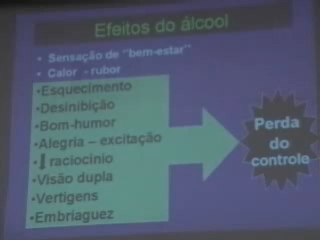 Efeitos do álcool
• Sensação de "bem-estar"
• Calor - rubor
•Esquecimento
•Desinibição
•Bom-humor
•Alegria – excitação
•⬇ raciocinio
•Visão dupla
•Vertigens
•Embriaguez
Perda
do
controle